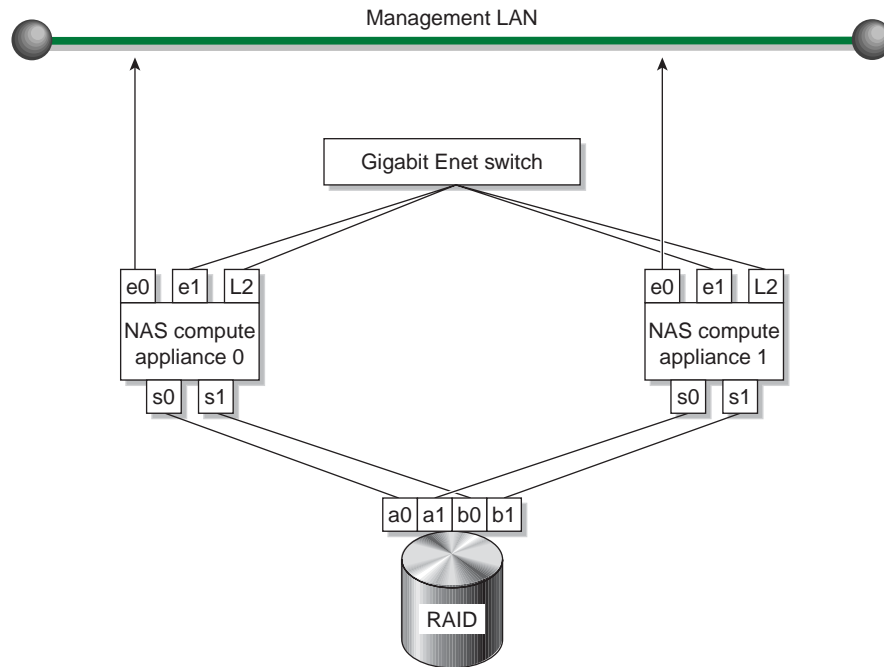 Management LAN
Gigabit Enet switch
e0 e1 L2
NAS compute
appliance 0
s0 s1
e0 e1 L2
NAS compute
appliance 1
s0 s1
a0 a1 b0 b1
RAID